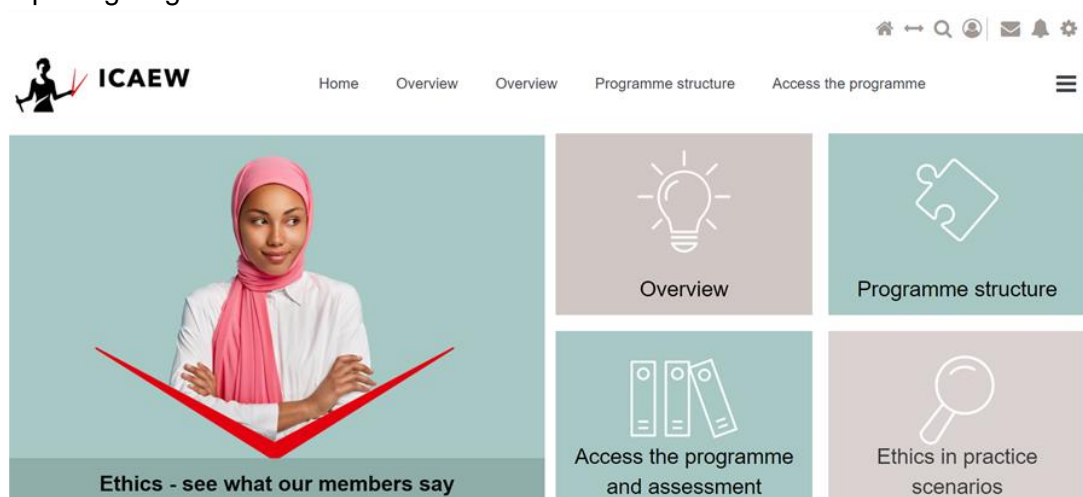 ICAEW
Home Overview Overview Programme structure Access the programme
Overview
Programme structure
Ethics - see what our members say
Access the programme
and assessment
Ethics in practice
scenarios